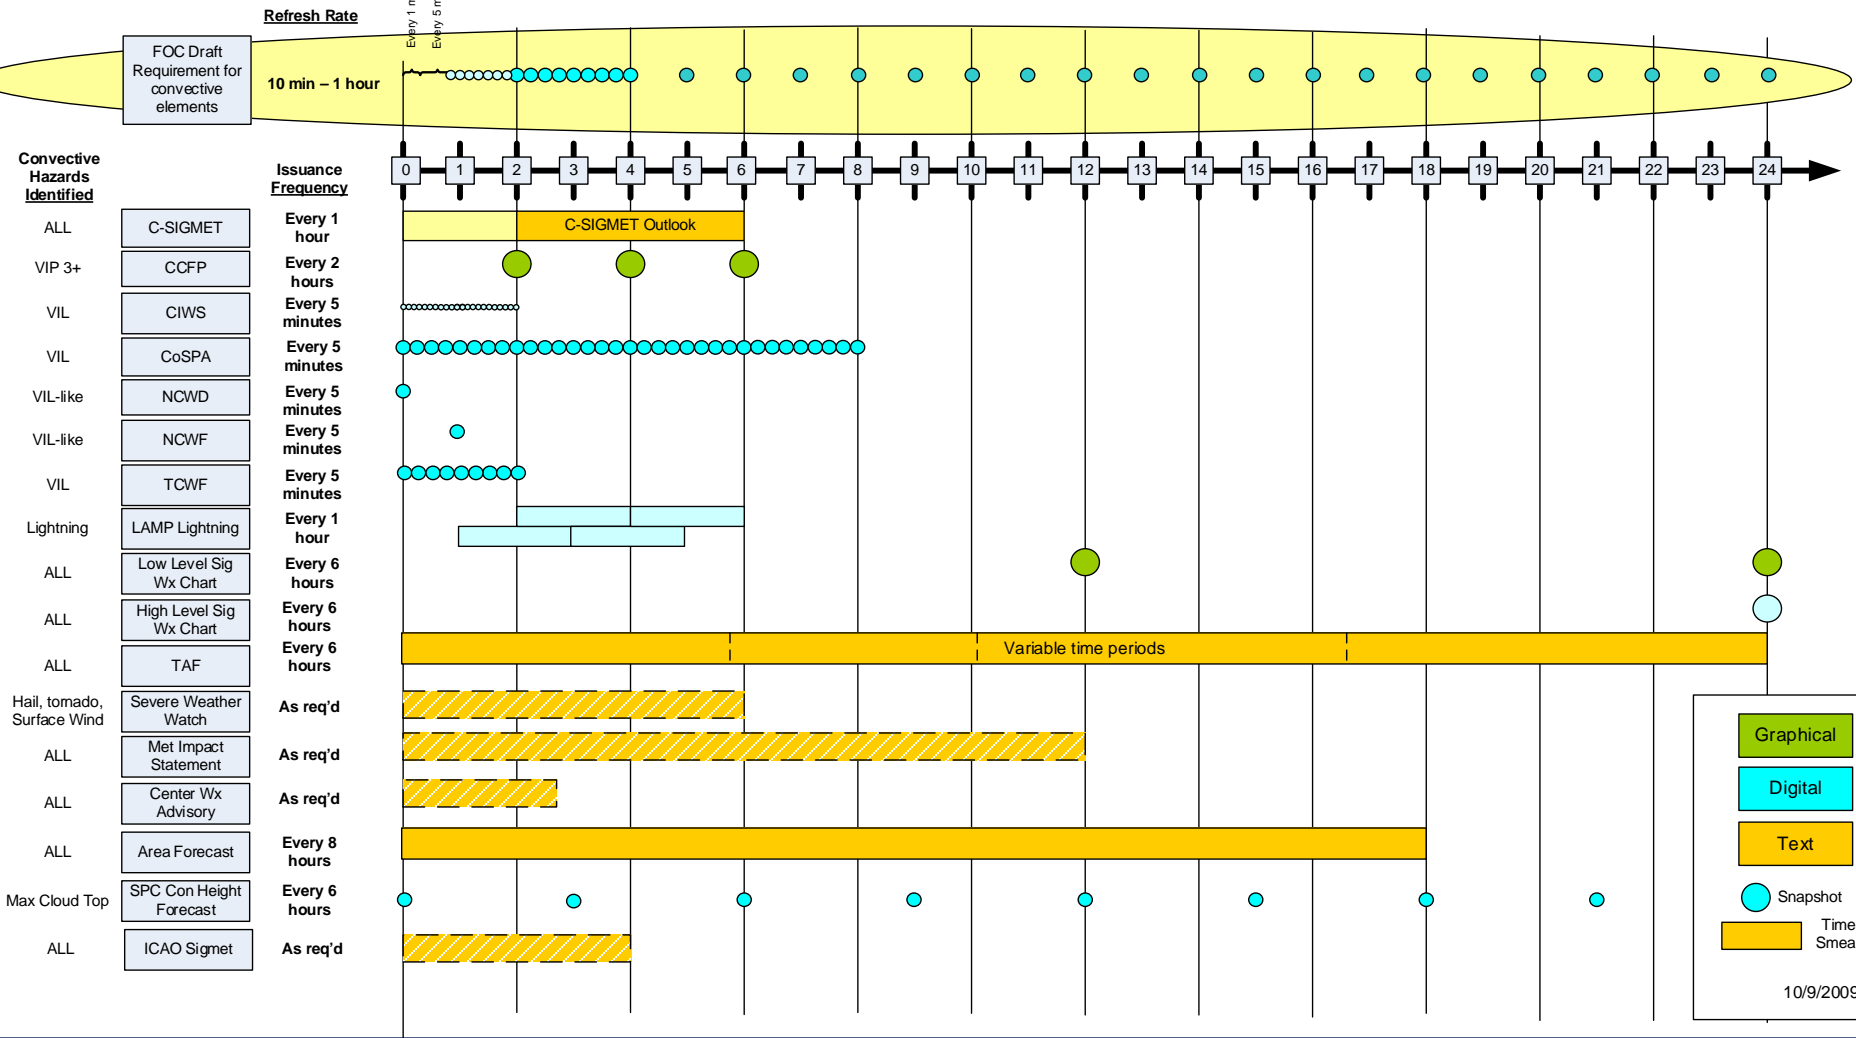 Refresh Rate
Every 1 m
Every 5 m
FOC Draft
Requirement for
convective
elements
10 min – 1 hour
Convective
Hazards
Identified
Issuance
Frequency
0 1 2 3 4 5 6 7 8 9 10 11 12 13 14 15 16 17 18 19 20 21 22 23 24
ALL
C-SIGMET
Every 1
hour
C-SIGMET Outlook
VIP 3+
CCFP
Every 2
hours
VIL
CIWS
Every 5
minutes
VIL
CoSPA
Every 5
minutes
VIL-like
NCWD
Every 5
minutes
VIL-like
NCWF
Every 5
minutes
VIL
TCWF
Every 5
minutes
Lightning
LAMP Lightning
Every 1
hour
ALL
Low Level Sig
Wx Chart
Every 6
hours
ALL
High Level Sig
Wx Chart
Every 6
hours
ALL
TAF
Every 6
hours
Variable time periods
Hail, tornado,
Surface Wind
Severe Weather
Watch
As req’d
ALL
Met Impact
Statement
As req’d
ALL
Center Wx
Advisory
As req’d
ALL
Area Forecast
Every 8
hours
Max Cloud Top
SPC Con Height
Forecast
Every 6
hours
ALL
ICAO Sigmet
As req’d
Graphical
Digital
Text
Snapshot
Time
Smea
10/9/2009